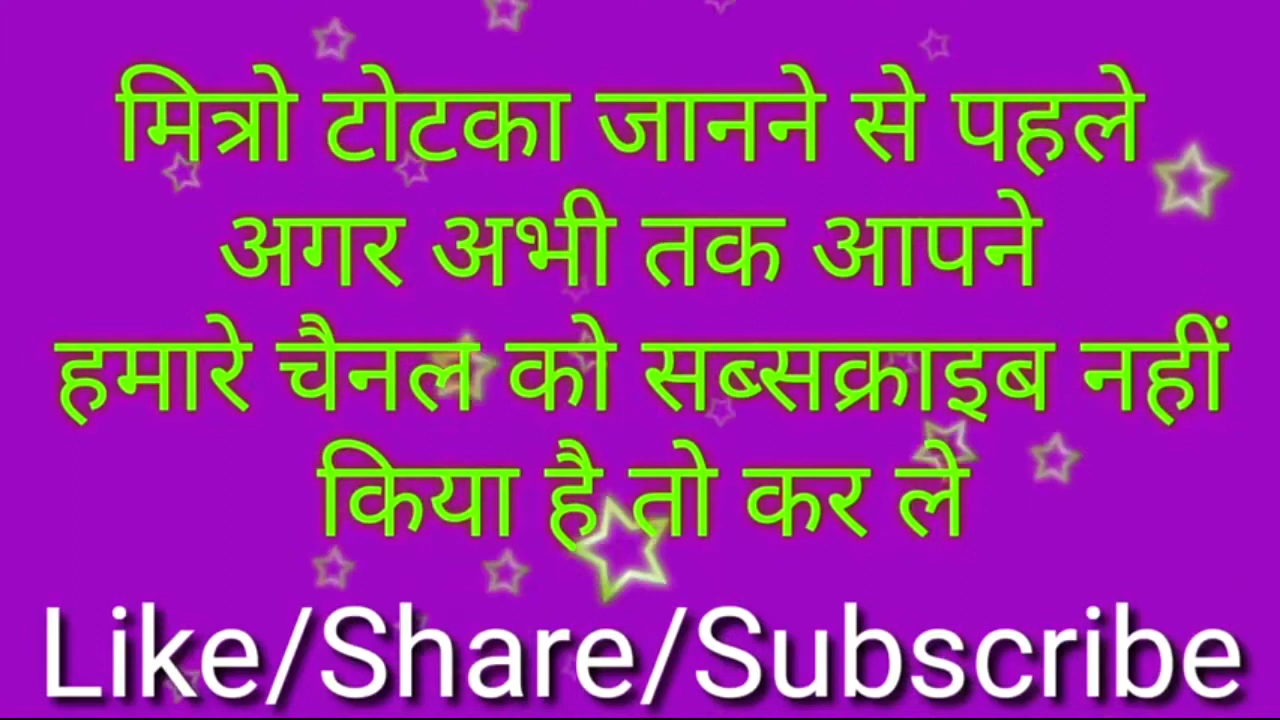 मित्रो टोटका जानने से पहले
अगर अभी तक आपने
हमारे चैनल को सब्सक्राइब नहीं
किया है तो कर ले
Like/Share/Subscribe